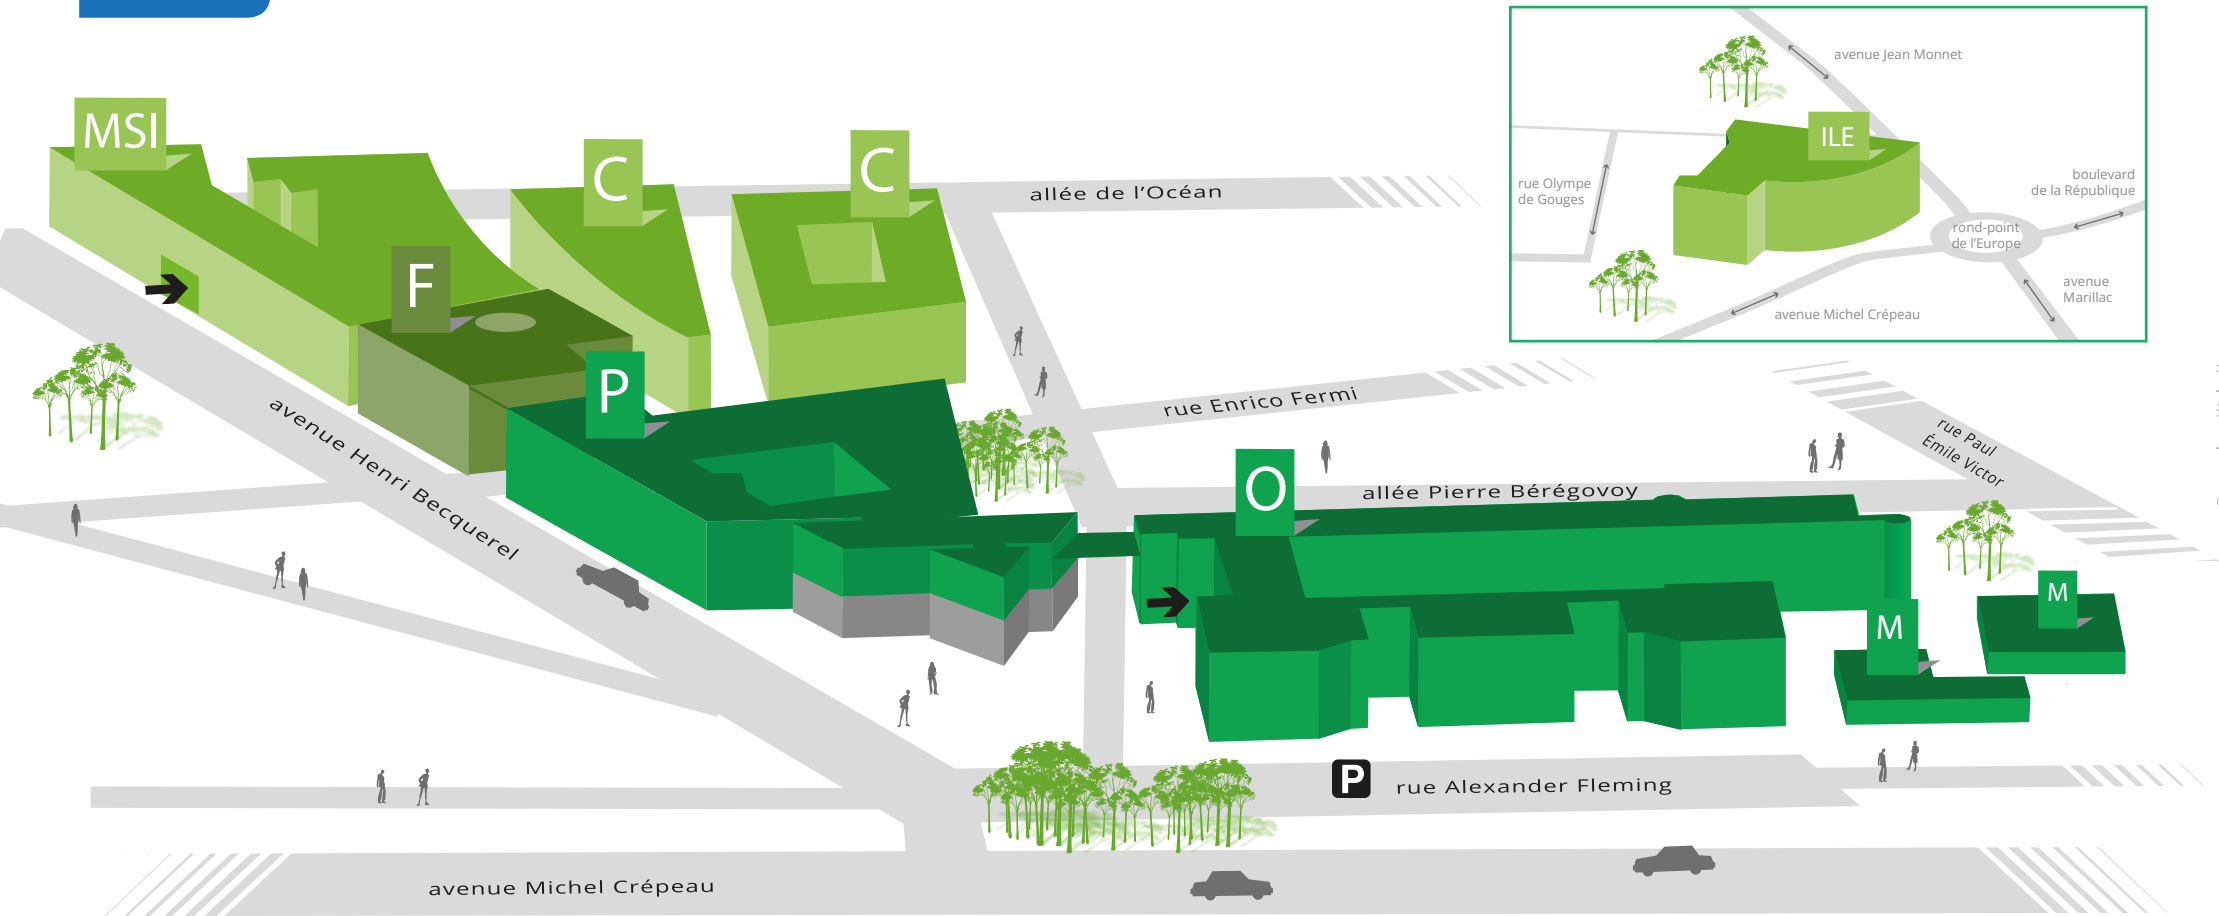 avenue Jean Monnet
MSI
ILE
C
C
boulevard
de la République
rue Olympe
de Gouges
allée de l'Océan
rond-point
de l'Europe
F
avenue
Marillac
avenue Michel Crépeau
P
rue Enrico Fermi
avenue Henri Becquerel
rue Paul
Émile Victor
O
allée Pierre Bérégovoy
M
M
P
rue Alexander Fleming
avenue Michel Crépeau